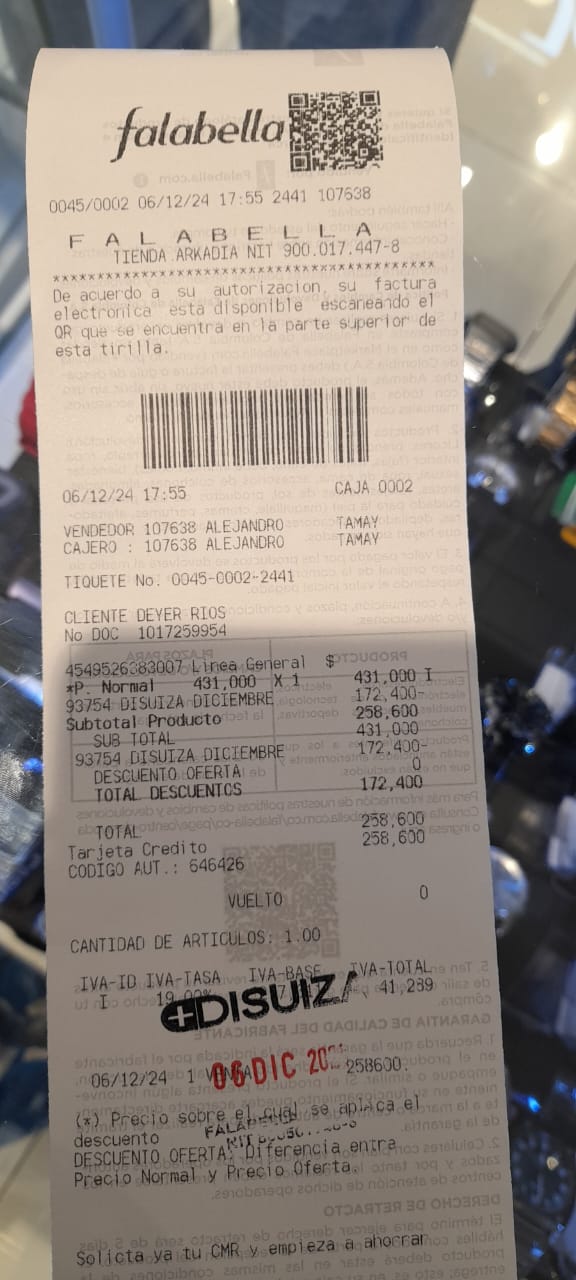 falabella
0045/0002 06/12/24 17:55 2441 107638
F A L A B E L L A
TIENDA ARKADIA NIT 900.017.447-8
******************************************
De acuerdo a su autorizacion, su factura
electronica esta disponible escaneando el
QR que se encuentra en la parte superior de
esta tirilla.
06/12/24 17:55 CAJA 0002
VENDEDOR 107638 ALEJANDRO TAMAY
CAJERO : 107638 ALEJANDRO TAMAY
TIQUETE No. 0045-0002-2441
CLIENTE DEYER RIOS
No DOC 1017259954
4549526383007 Linea General $
*P. Normal 431,000 X 1 431,000 I
93754 DISUIZA DICIEMBRE 172,400-
Subtotal Producto 258,600
SUB TOTAL 431,000
93754 DISUIZA DICIEMBRE 172,400-
DESCUENTO OFERTA 0
TOTAL DESCUENTOS 172,400
TOTAL 258,600
Tarjeta Credito 258,600
CODIGO AUT.: 646426
VUELTO 0
CANTIDAD DE ARTICULOS: 1.00
IVA-ID IVA-TASA IVA-BASE IVA-TOTAL
I 19.00% 41,289
DISUIZA
06/12/24 1 VENTA 258600.
06 DIC
(*) Precio sobre el cual se aplica el
descuento
DESCUENTO OFERTA: Diferencia entre
Precio Normal y Precio Oferta.
Solicita ya tu CMR y empieza a ahorrar